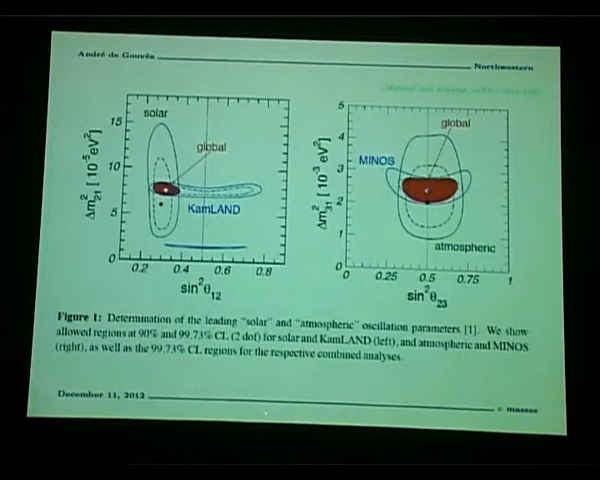 André de Gouvêa
Northwestern
solar
global
KamLAND
Δm²₂₁ [ 10⁻⁵ eV²]
15
10
5
0
0.2 0.4 0.6 0.8
sin²θ₁₂
global
MINOS
atmospheric
Δm²₃₁ [ 10⁻³ eV²]
5
4
3
2
1
0
0 0.25 0.5 0.75 1
sin²θ₂₃
Figure 1: Determination of the leading "solar" and "atmospheric" oscillation parameters [1]. We show
allowed regions at 90% and 99.73% CL (2 dof) for solar and KamLAND (left), and atmospheric and MINOS
(right), as well as the 99.73% CL regions for the respective combined analyses.
December 11, 2012
ν masses